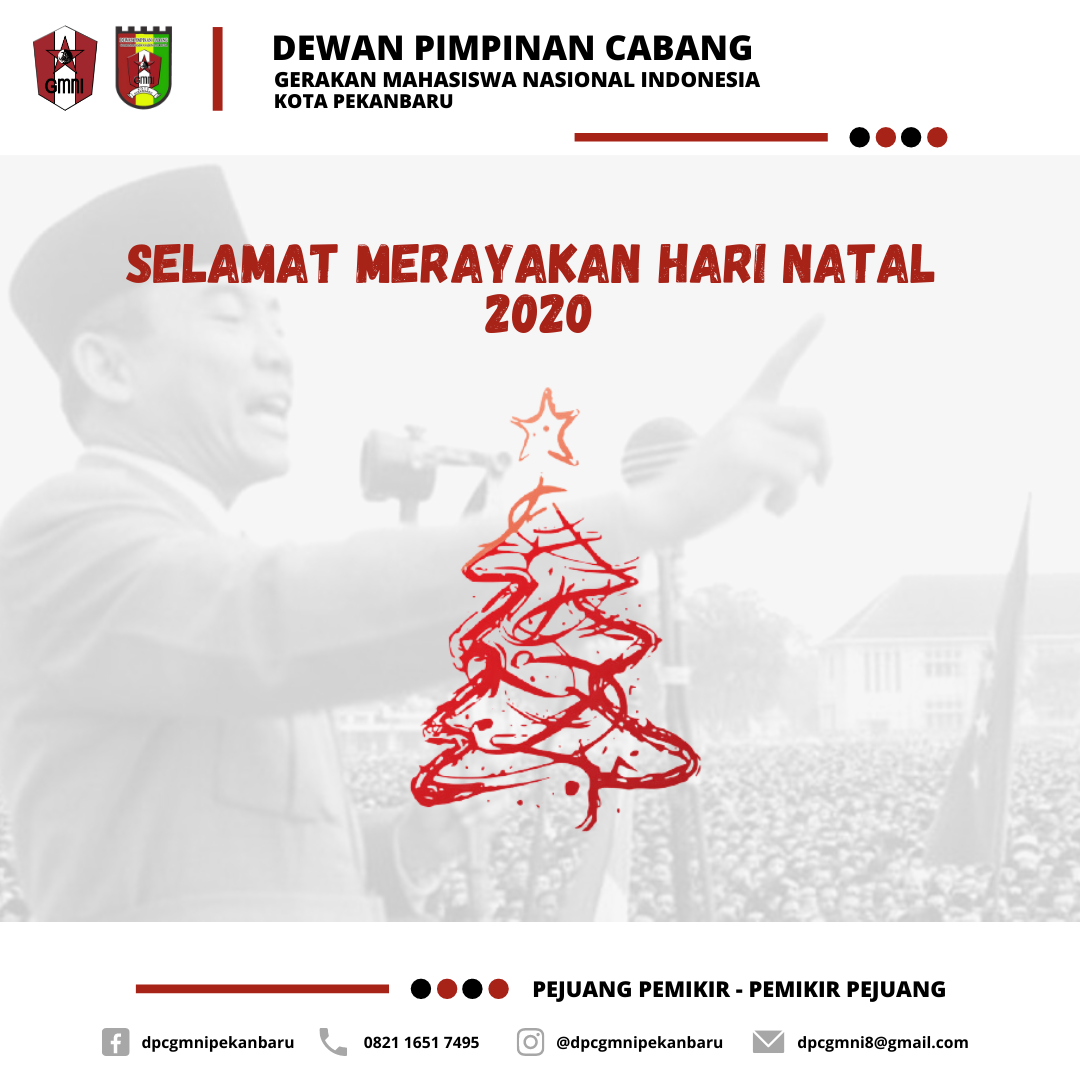 GMNI
GMNI
DEWAN PIMPINAN CABANG
GERAKAN MAHASISWA NASIONAL INDONESIA
KOTA PEKANBARU
SELAMAT MERAYAKAN HARI NATAL
2020
PEJUANG PEMIKIR - PEMIKIR PEJUANG
dpcgmnipekanbaru
0821 1651 7495
@dpcgmnipekanbaru
dpcgmni8@gmail.com